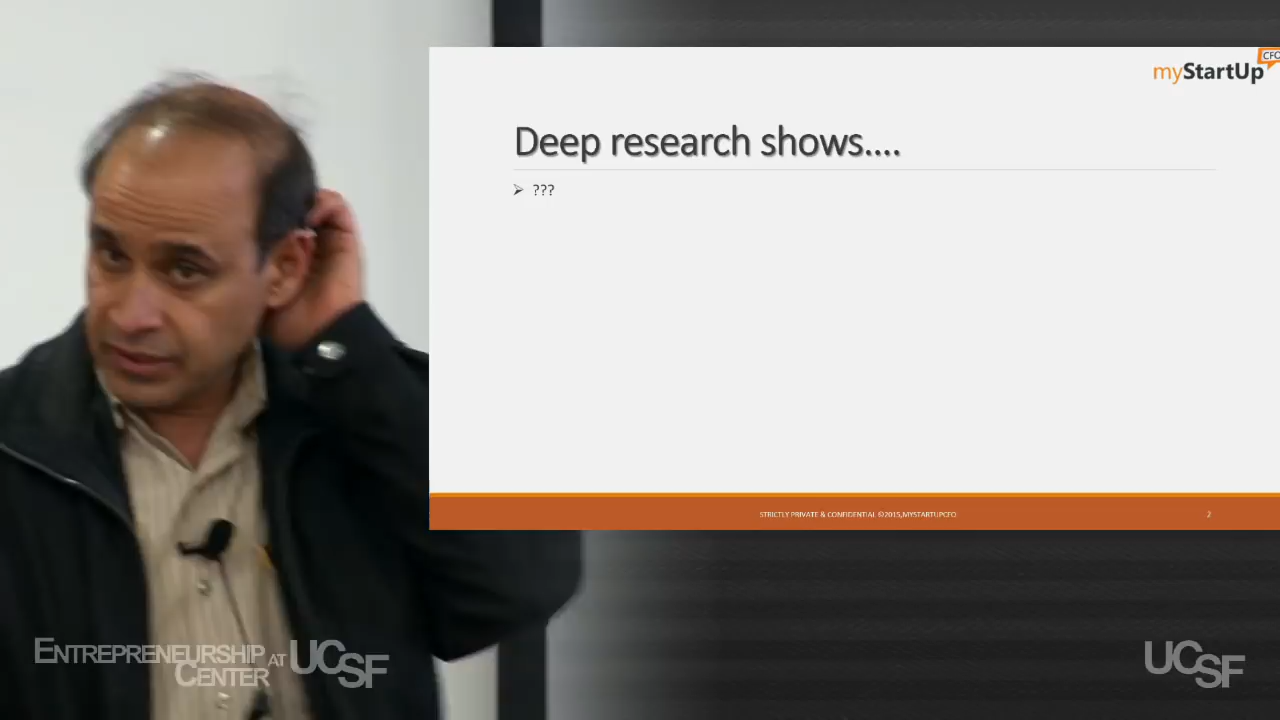 CFO
myStartUp
Deep research shows....
➢ ???
STRICTLY PRIVATE & CONFIDENTIAL ©2015,MYSTARTUPCFO
2
ENTREPRENEURSHIP CENTER AT UCSF
UCSF